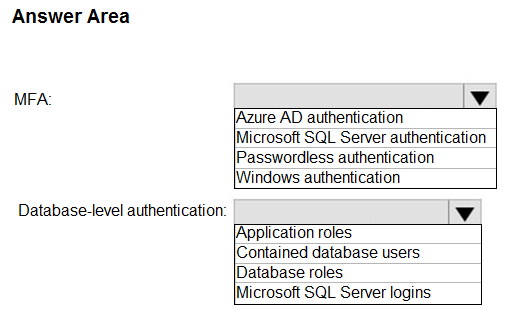 Answer Area
MFA:
Azure AD authentication
Microsoft SQL Server authentication
Passwordless authentication
Windows authentication
Database-level authentication:
Application roles
Contained database users
Database roles
Microsoft SQL Server logins